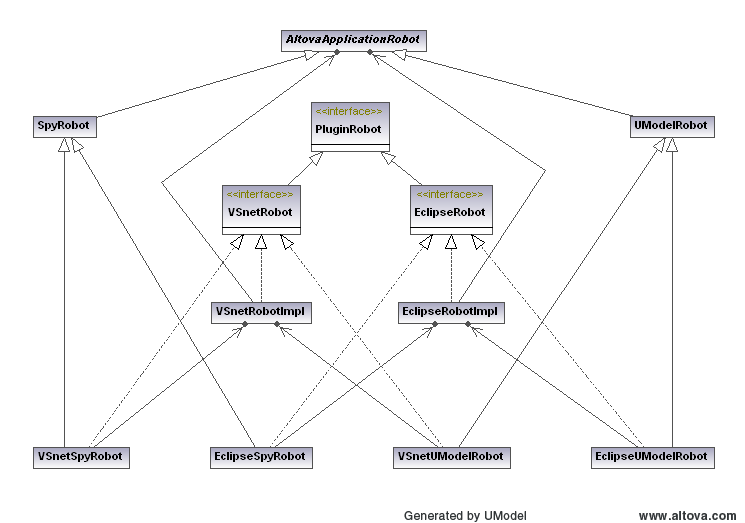 AltovaApplicationRobot
<<interface>>
PluginRobot
SpyRobot
UModelRobot
<<interface>>
VSnetRobot
<<interface>>
EclipseRobot
VSnetRobotImpl
EclipseRobotImpl
VSnetSpyRobot
EclipseSpyRobot
VSnetUModelRobot
EclipseUModelRobot
Generated by UModel
www.altova.com